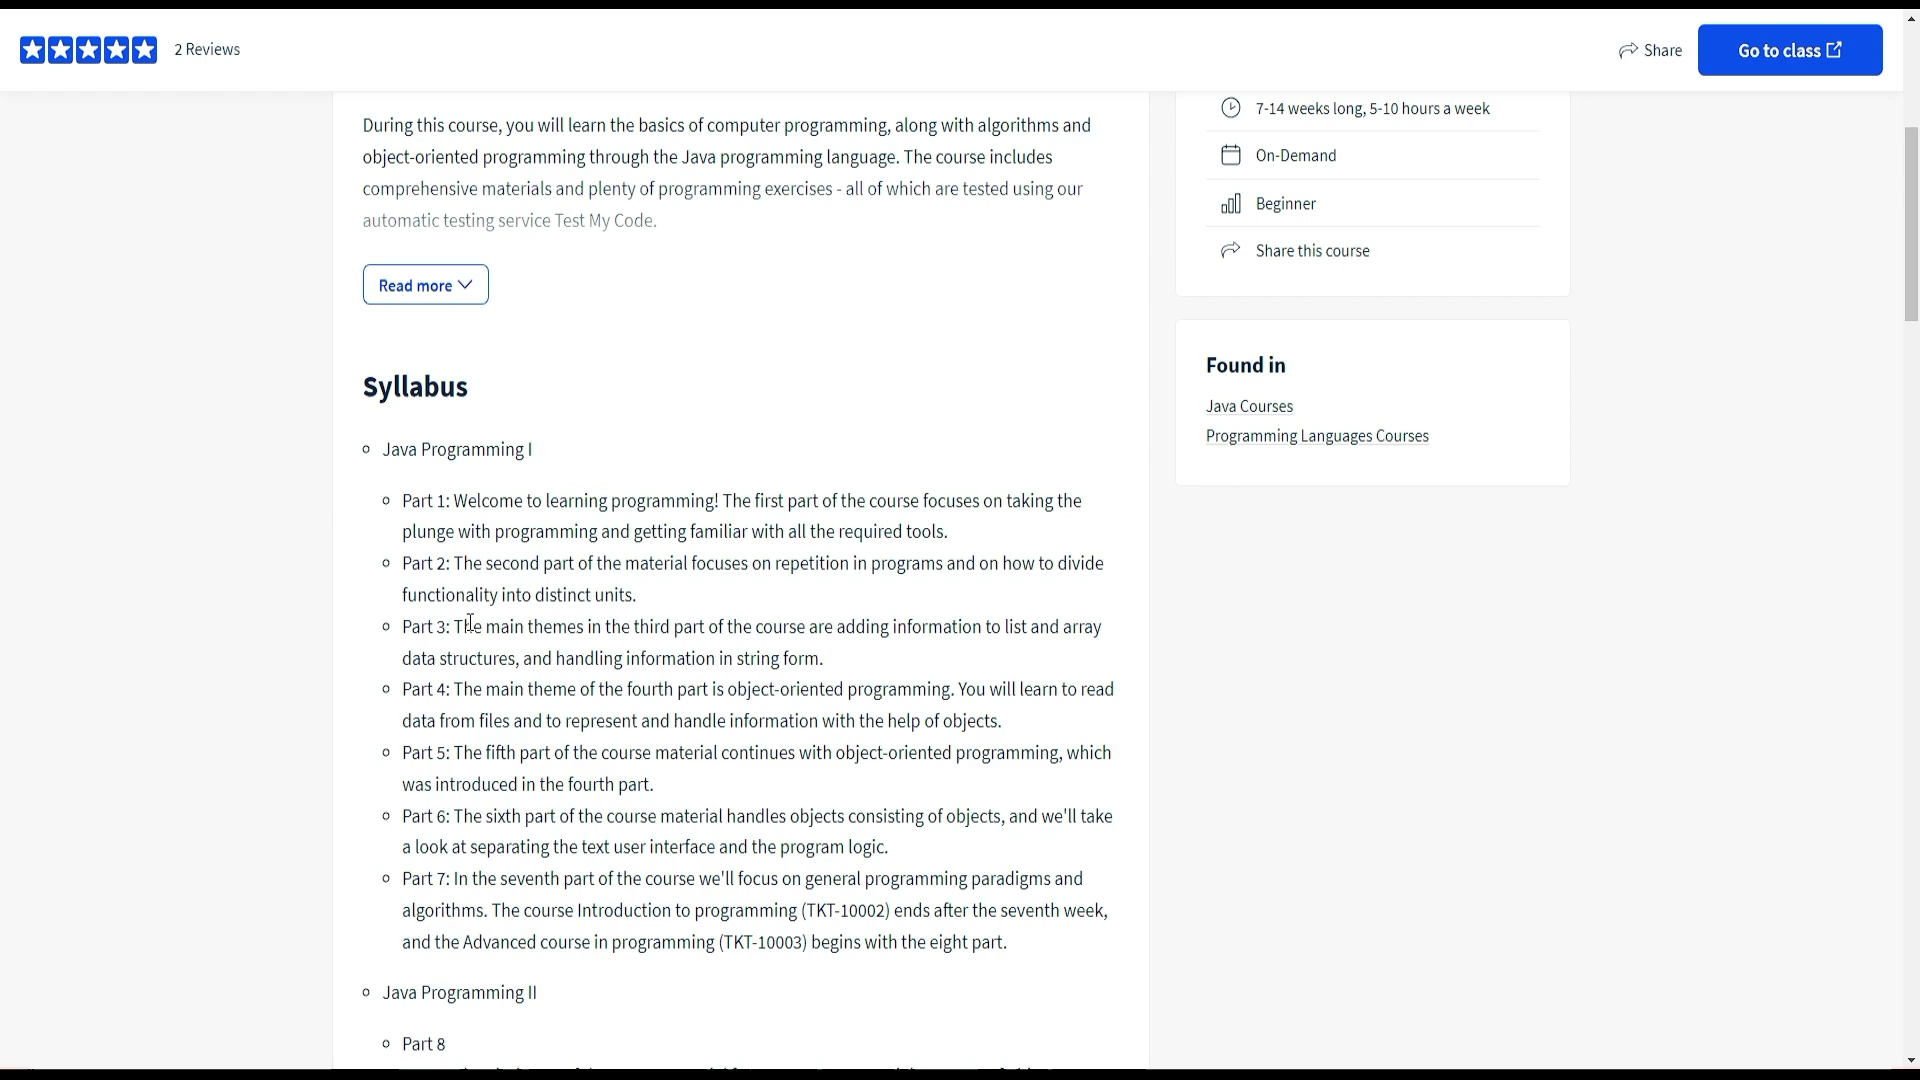 2 Reviews
Share
Go to class
During this course, you will learn the basics of computer programming, along with algorithms and
object-oriented programming through the Java programming language. The course includes
comprehensive materials and plenty of programming exercises - all of which are tested using our
automatic testing service Test My Code.
Read more
Syllabus
Java Programming I
Part 1: Welcome to learning programming! The first part of the course focuses on taking the
plunge with programming and getting familiar with all the required tools.
Part 2: The second part of the material focuses on repetition in programs and on how to divide
functionality into distinct units.
Part 3: The main themes in the third part of the course are adding information to list and array
data structures, and handling information in string form.
Part 4: The main theme of the fourth part is object-oriented programming. You will learn to read
data from files and to represent and handle information with the help of objects.
Part 5: The fifth part of the course material continues with object-oriented programming, which
was introduced in the fourth part.
Part 6: The sixth part of the course material handles objects consisting of objects, and we'll take
a look at separating the text user interface and the program logic.
Part 7: In the seventh part of the course we'll focus on general programming paradigms and
algorithms. The course Introduction to programming (TKT-10002) ends after the seventh week,
and the Advanced course in programming (TKT-10003) begins with the eight part.
Java Programming II
Part 8
7-14 weeks long, 5-10 hours a week
On-Demand
Beginner
Share this course
Found in
Java Courses
Programming Languages Courses